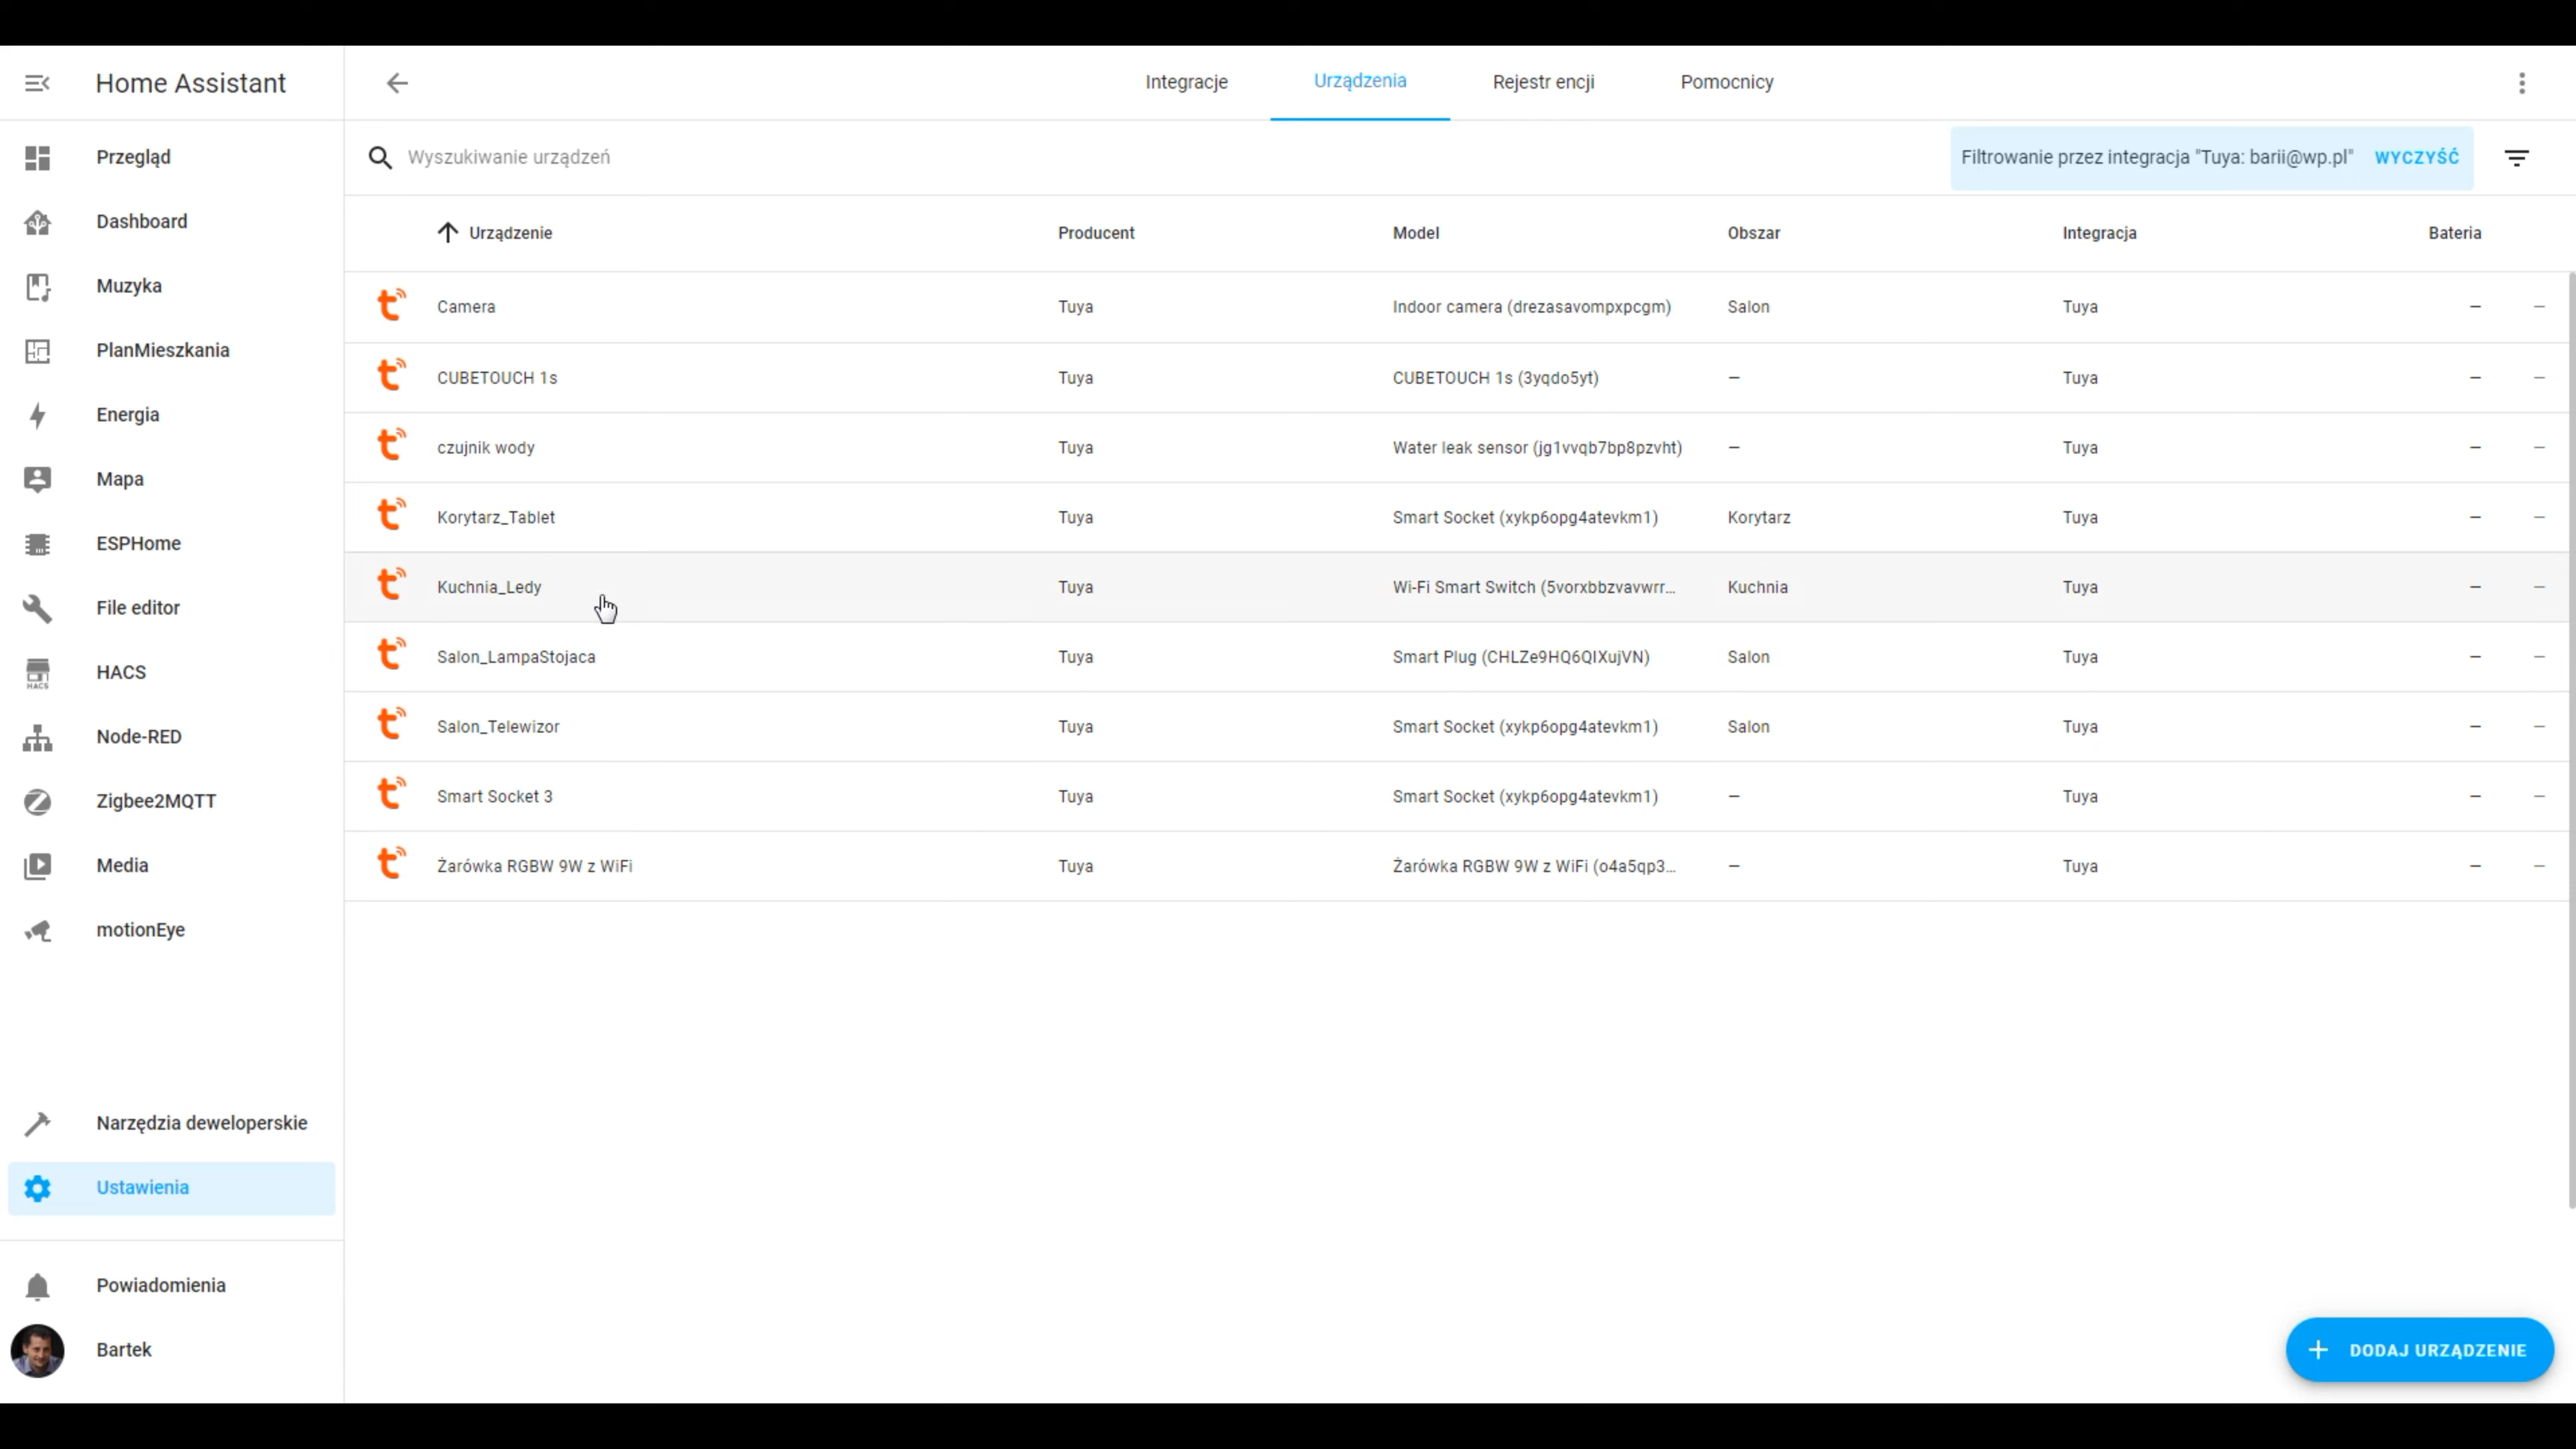 Home Assistant
Integracje Urządzenia Rejestr encji Pomocnicy
Przegląd
Dashboard
Muzyka
PlanMieszkania
Energia
Mapa
ESPHome
File editor
HACS
HACS
Node-RED
Zigbee2MQTT
Media
motionEye
Narzędzia deweloperskie
Ustawienia
Powiadomienia
Bartek
Wyszukiwanie urządzeń Filtrowanie przez integracja "Tuya: barii@wp.pl" WYCZYŚĆ
Urządzenie Producent Model Obszar Integracja Bateria
Camera Tuya Indoor camera (drezasavompxpcgm) Salon Tuya – –
CUBETOUCH 1s Tuya CUBETOUCH 1s (3yqdo5yt) – Tuya – –
czujnik wody Tuya Water leak sensor (jg1vvqb7bp8pzvht) – Tuya – –
Korytarz_Tablet Tuya Smart Socket (xykp6opg4atevkm1) Korytarz Tuya – –
Kuchnia_Ledy Tuya Wi-Fi Smart Switch (5vorxbbzvavwrr... Kuchnia Tuya – –
Salon_LampaStojaca Tuya Smart Plug (CHLZe9HQ6QIXujVN) Salon Tuya – –
Salon_Telewizor Tuya Smart Socket (xykp6opg4atevkm1) Salon Tuya – –
Smart Socket 3 Tuya Smart Socket (xykp6opg4atevkm1) – Tuya – –
Żarówka RGBW 9W z WiFi Tuya Żarówka RGBW 9W z WiFi (o4a5qp3... – Tuya – –
DODAJ URZĄDZENIE